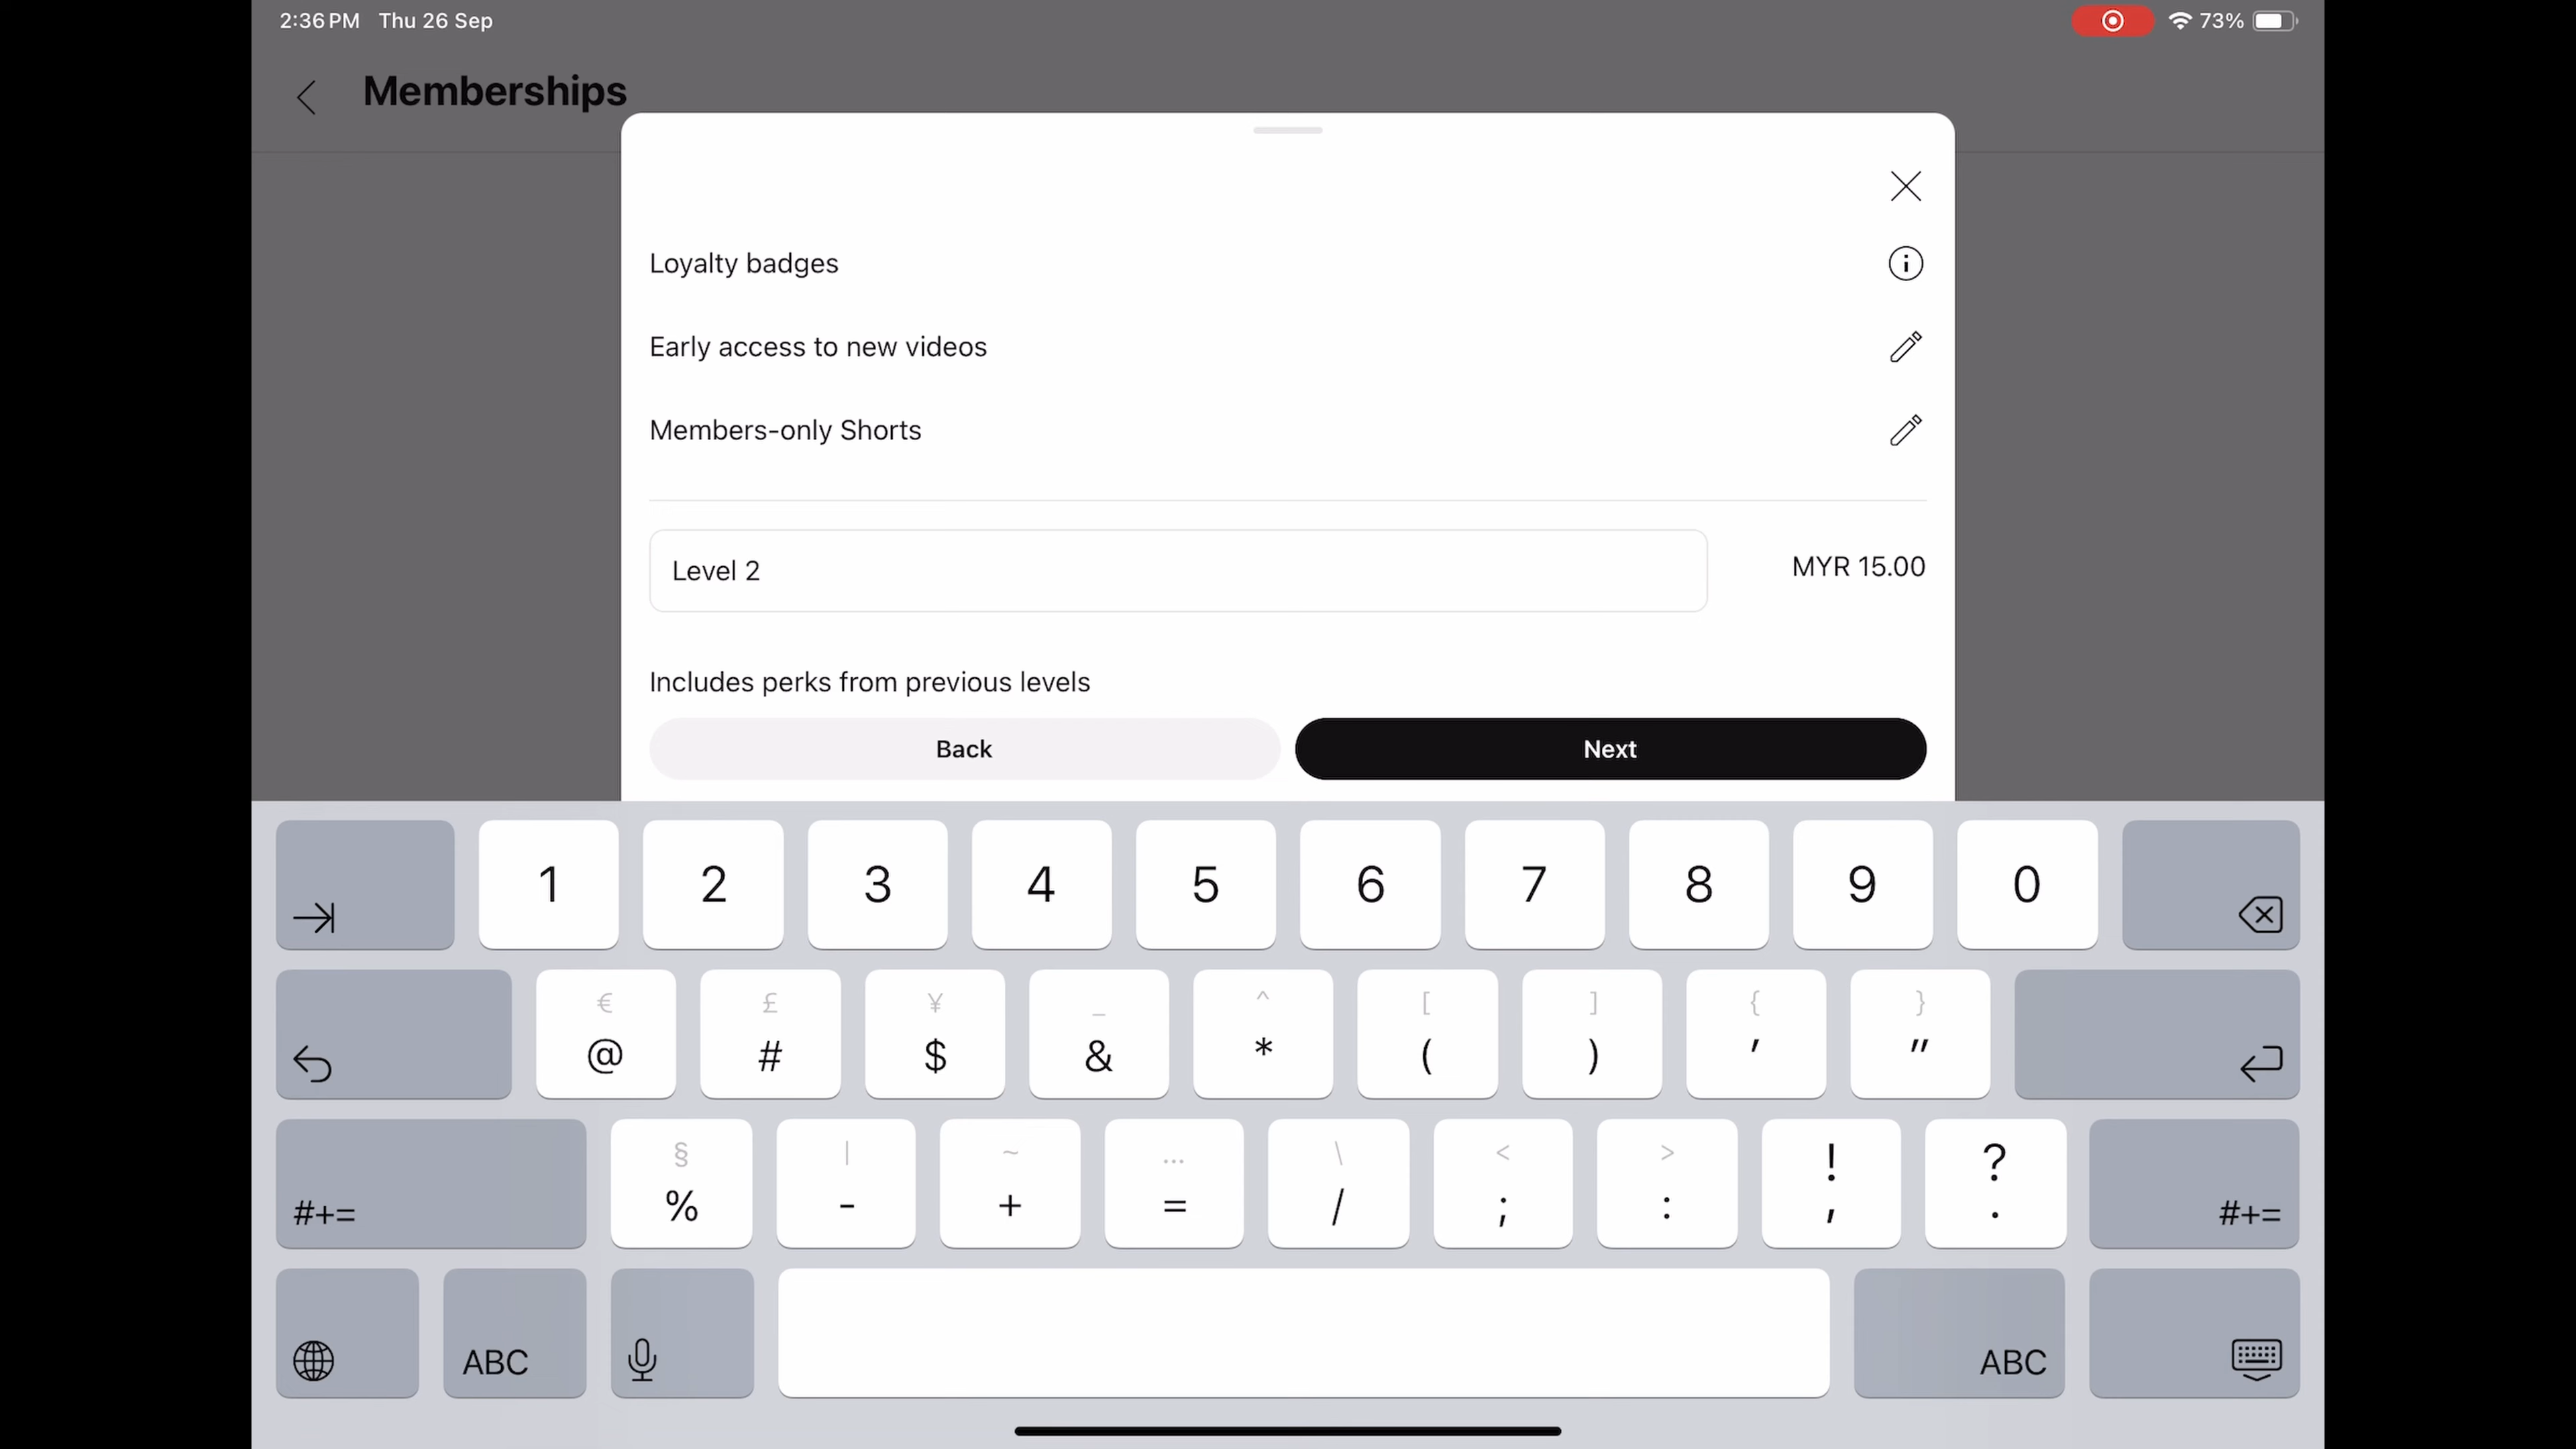 2:36 PM Thu 26 Sep 73%
Memberships
Loyalty badges
Early access to new videos
Members-only Shorts
Level 2 MYR 15.00
Includes perks from previous levels
Back Next
1 2 3 4 5 6 7 8 9 0
€ £ ¥ _ ^ [ ] { }
@ # $ & * ( ) ' "
§ | ~ … \ < > ! ?
#+= % - + = / ; : , . #+=
ABC ABC